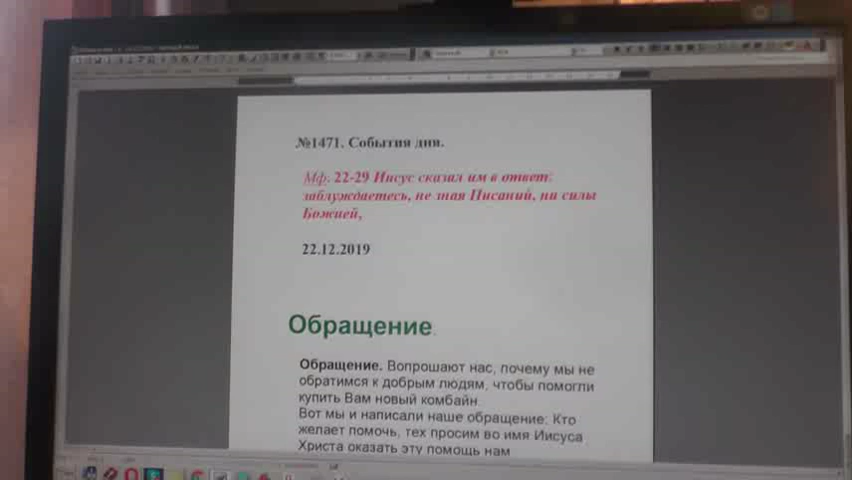 №1471. События дня.
Мф. 22-29 Иисус сказал им в ответ:
заблуждаетесь, не зная Писаний, ни силы
Божией,
22.12.2019
Обращение.
Обращение. Вопрошают нас, почему мы не
обратимся к добрым людям, чтобы помогли
купить Вам новый комбайн.
Вот мы и написали наше обращение; Кто
желает помочь, тех просим во имя Иисуса
Христа оказать эту помощь нам